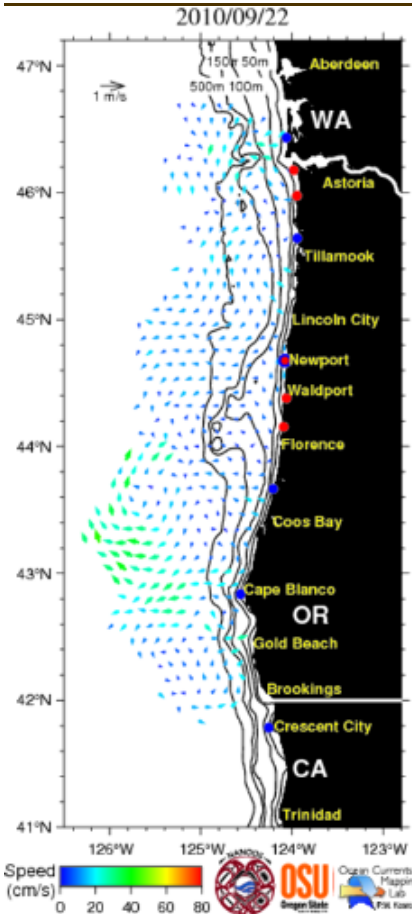 2010/09/22
47°N
150m 50m
500m 100m
Aberdeen
1 m/s
WA
46°N
Astoria
Tillamook
45°N
Lincoln City
Newport
Waldport
44°N
Florence
Coos Bay
43°N
Cape Blanco
OR
Gold Beach
42°N
Brookings
Crescent City
CA
41°N
Trinidad
126°W 125°W 124°W 123°W
Speed
(cm/s)
0 20 40 60 80
NANOOS
OSU
Oregon State
Ocean Currents
Mapping
Lab